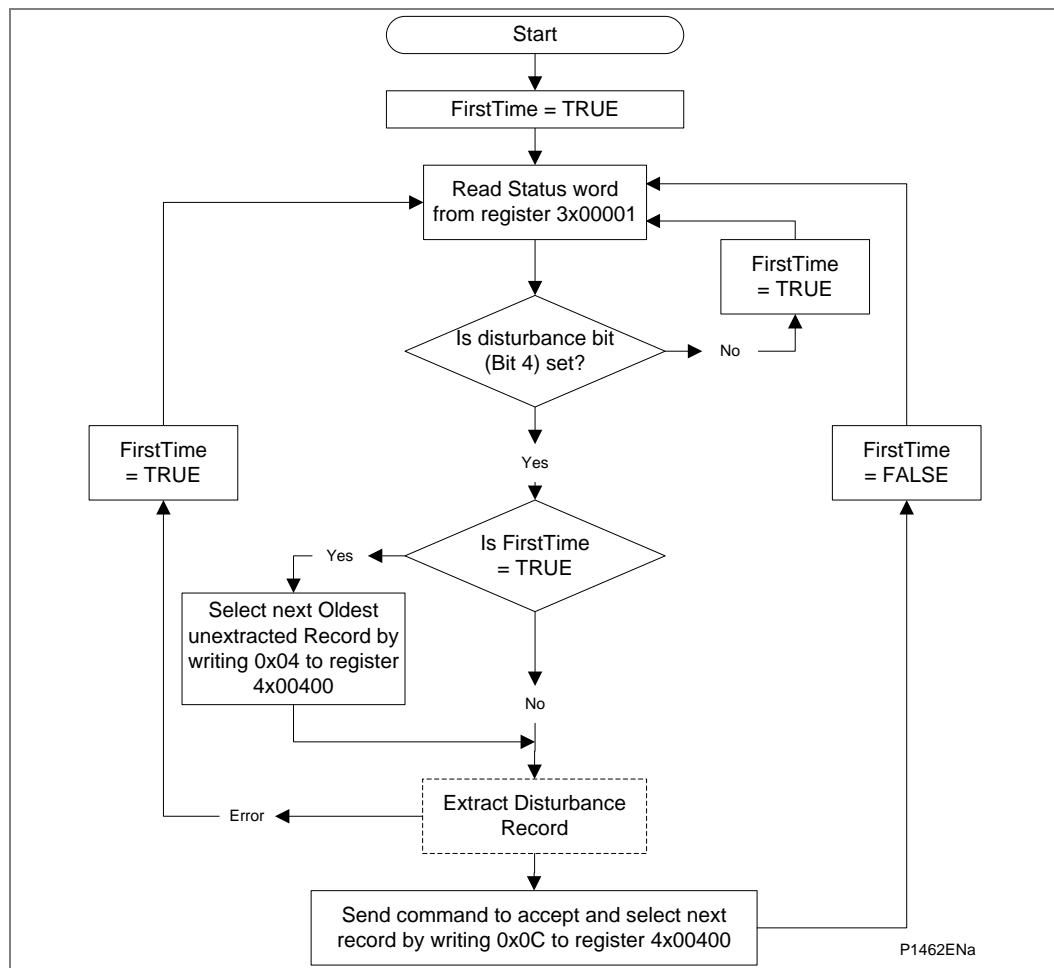 Start
FirstTime = TRUE
Read Status word
from register 3x00001
FirstTime
= TRUE
Is disturbance bit
(Bit 4) set?
No
FirstTime
= TRUE
Yes
FirstTime
= FALSE
Is FirstTime
= TRUE
Yes
Select next Oldest
unextracted Record by
writing 0x04 to register
4x00400
No
Extract Disturbance
Record
Error
Send command to accept and select next
record by writing 0x0C to register 4x00400
P1462ENa